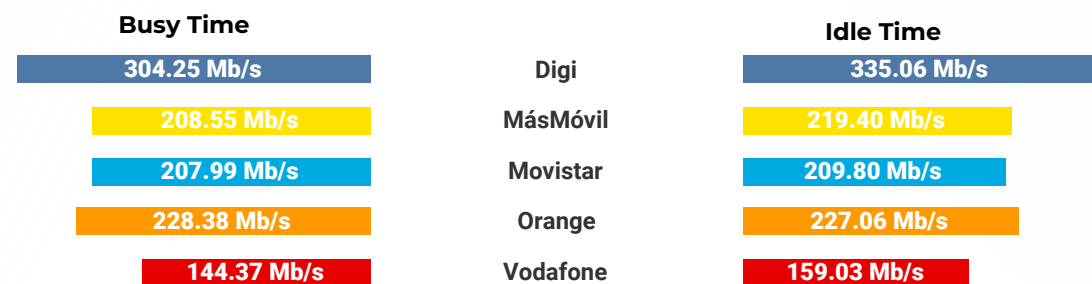 Busy Time
Idle Time
304.25 Mb/s Digi 335.06 Mb/s
208.55 Mb/s MásMóvil 219.40 Mb/s
207.99 Mb/s Movistar 209.80 Mb/s
228.38 Mb/s Orange 227.06 Mb/s
144.37 Mb/s Vodafone 159.03 Mb/s